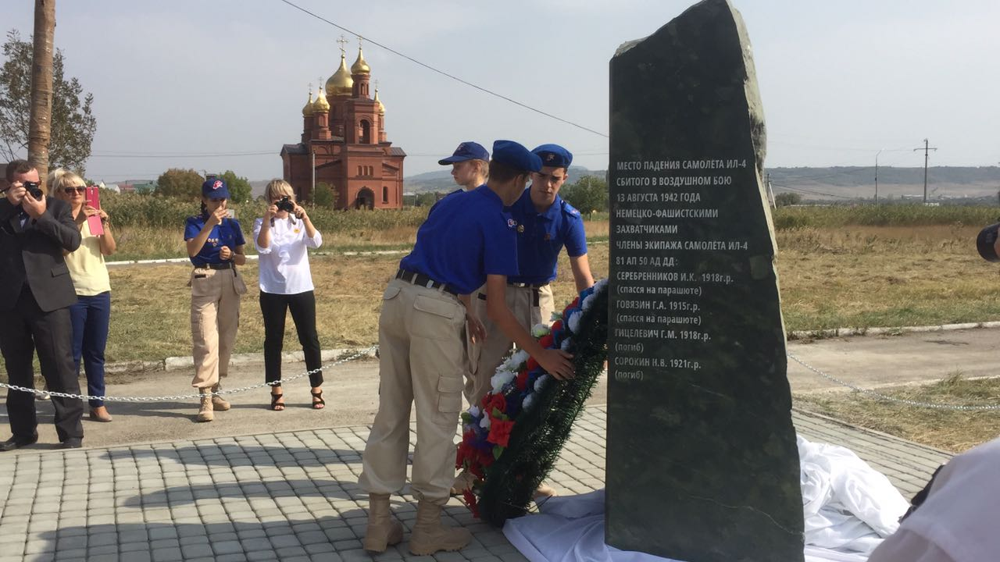 МЕСТО ПАДЕНИЯ САМОЛЁТА ИЛ-4
СБИТОГО В ВОЗДУШНОМ БОЮ
13 АВГУСТА 1942 ГОДА
НЕМЕЦКО-ФАШИСТСКИМИ
ЗАХВАТЧИКАМИ
ЧЛЕНЫ ЭКИПАЖА САМОЛЁТА ИЛ-4
81 АП 50 АД ДД:
СЕРЕБРЕННИКОВ И.К. 1918г.р.
(спасся на парашюте)
ГОВЯЗИН Г.А. 1915г.р.
(спасся на парашюте)
ГИЦЕЛЕВИЧ Г.М. 1918г.р.
(погиб)
СОРОКИН Н.В. 1921г.р.
(погиб)